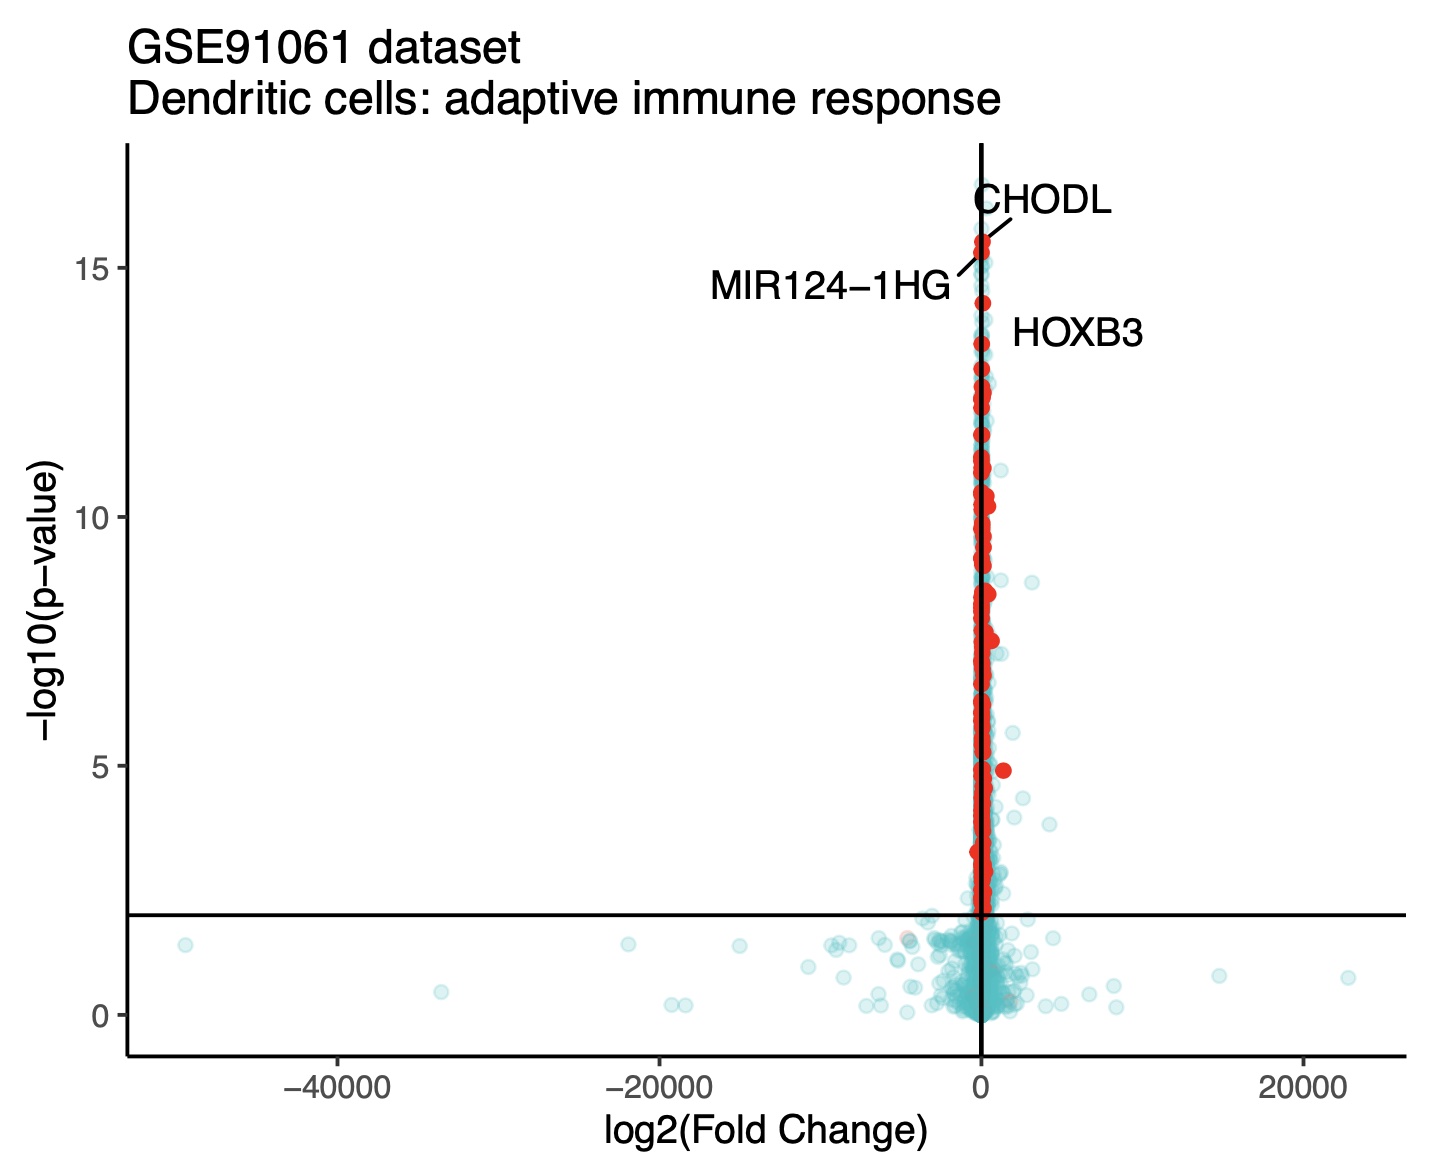 GSE91061 dataset
Dendritic cells: adaptive immune response
CHODL
15
MIR124−1HG
HOXB3
10
−log10(p−value)
5
0
−40000
−20000
0
20000
log2(Fold Change)